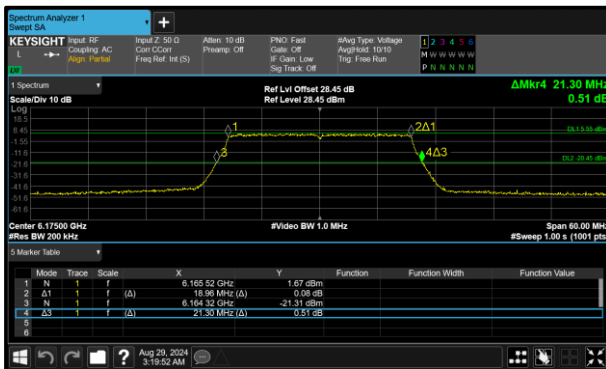 Spectrum Analyzer 1
Swept SA
KEYSIGHT Input: RF Input Z: 50 Ω Atten: 10 dB PNO: Fast #Avg Type: Voltage 1 2 3 4 5 6
L Coupling: AC Corr CCorr Preamp: Off Gate: Off Avg|Hold: 10/10 M W W W W W
Align: Partial Freq Ref: Int (S) IF Gain: Low Trig: Free Run
Sig Track: Off P N N N N N
1 Spectrum Ref Lvl Offset 28.45 dB ΔMkr4 21.30 MHz
Scale/Div 10 dB Ref Level 28.45 dBm 0.51 dB
Log
18.5
8.45 1 2Δ1 DL1 5.55 dBm
-1.55
-11.6 3 4Δ3
-21.6 DL2 -20.45 dBm
-31.6
-41.6
-51.6
-61.6
Center 6.17500 GHz #Video BW 1.0 MHz Span 60.00 MHz
#Res BW 200 kHz #Sweep 1.00 s (1001 pts)
5 Marker Table
Mode Trace Scale X Y Function Function Width Function Value
1 N 1 f 6.165 52 GHz 1.67 dBm
2 Δ1 1 f (Δ) 18.96 MHz (Δ) 0.08 dB
3 N 1 f 6.164 32 GHz -21.31 dBm
4 Δ3 1 f (Δ) 21.30 MHz (Δ) 0.51 dB
5
6
? Aug 29, 2024
3:19:52 AM